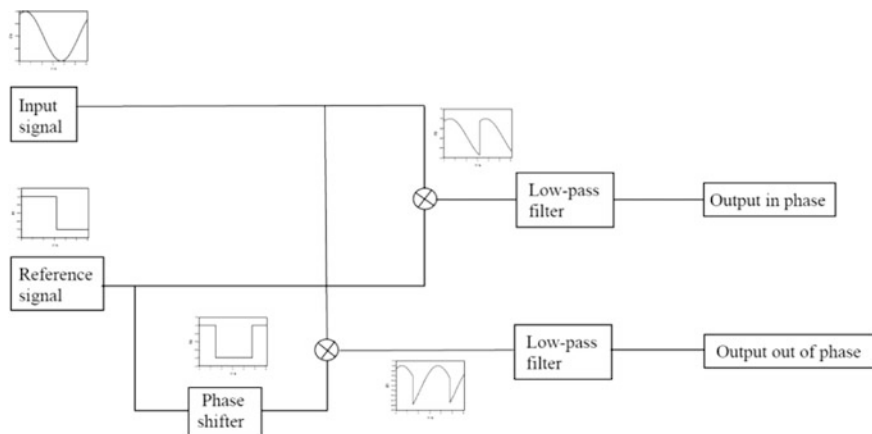 Input
signal
Reference
signal
Phase
shifter
Low-pass
filter
Output in phase
Low-pass
filter
Output out of phase